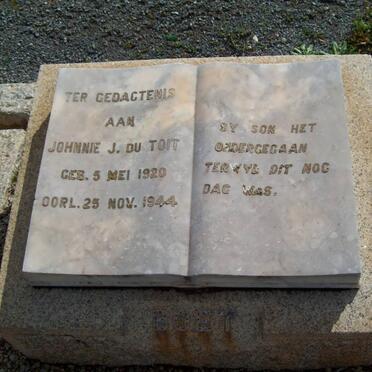 TER GEDAGTENIS
AAN
JOHNNIE J. DU TOIT
GEB. 5 MEI 1920
OORL. 25 NOV. 1944
SY SON HET
ONDERGEGAAN
TERWYL DIT NOG
DAG WAS.